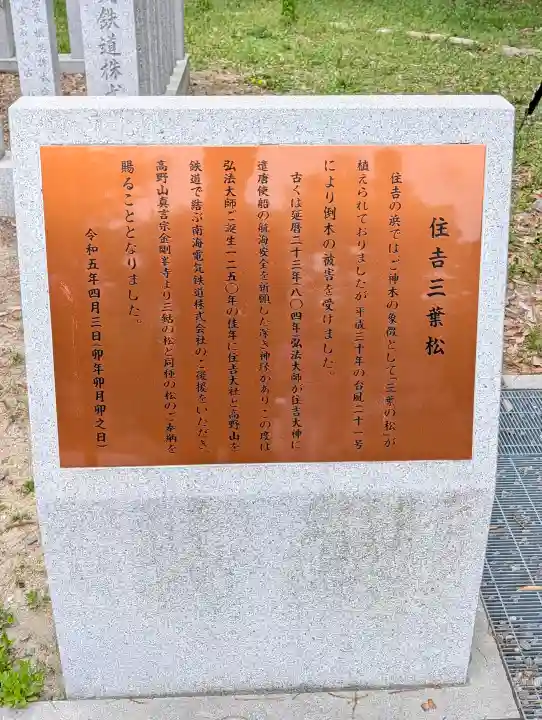 住吉三葉松
住吉の浜ではご神木の象徴として「三葉の松」が
植えられておりましたが 平成三十年の台風二十一号
により倒木の被害を受けました。
古くは延暦二十三年(八〇四年)弘法大師が住吉大神に
遣唐使船の航海安全を祈願した深き神縁があり この度は
弘法大師ご誕生一二五〇年の佳年に住吉大社と高野山を
鉄道で結ぶ南海電気鉄道株式会社のご後援をいただき、
高野山真言宗金剛峯寺より三鈷の松と同種の松のご奉納を
賜ることとなりました。
令和五年四月三日(卯年卯月卯之日)
鉄道株式